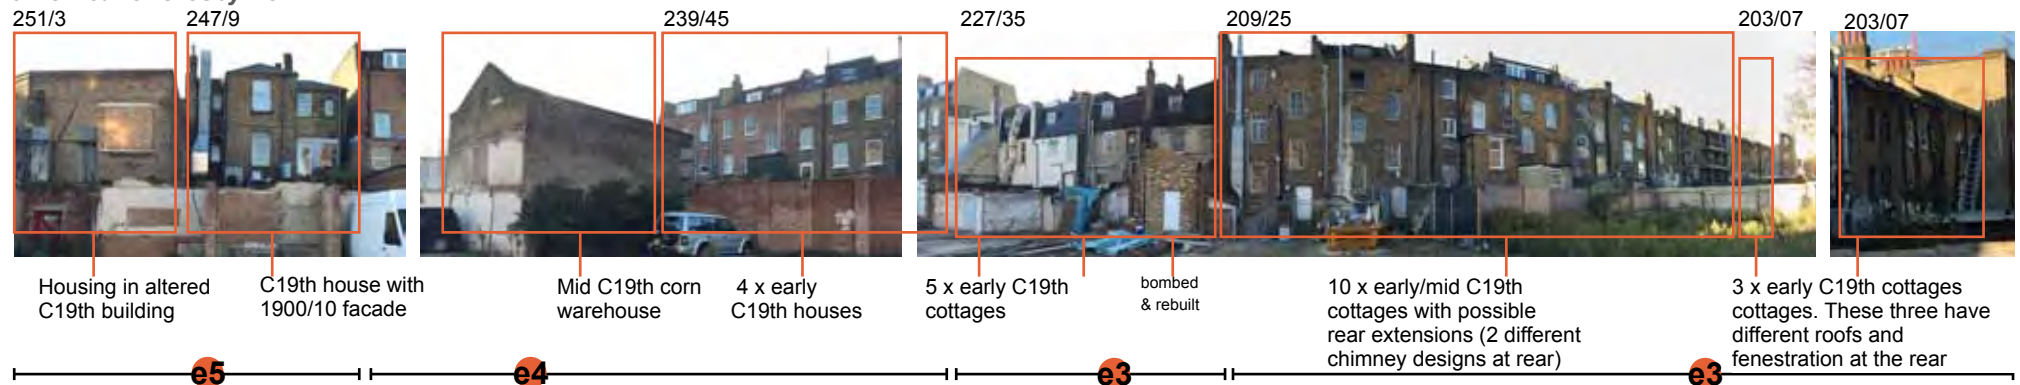 251/3
247/9
239/45
227/35
209/25
203/07
203/07
Housing in altered
C19th building
C19th house with
1900/10 facade
Mid C19th corn
warehouse
4 x early
C19th houses
5 x early C19th
cottages
bombed
& rebuilt
10 x early/mid C19th
cottages with possible
rear extensions (2 different
chimney designs at rear)
3 x early C19th cottages
cottages. These three have
different roofs and
fenestration at the rear
e5
e4
e3
e3